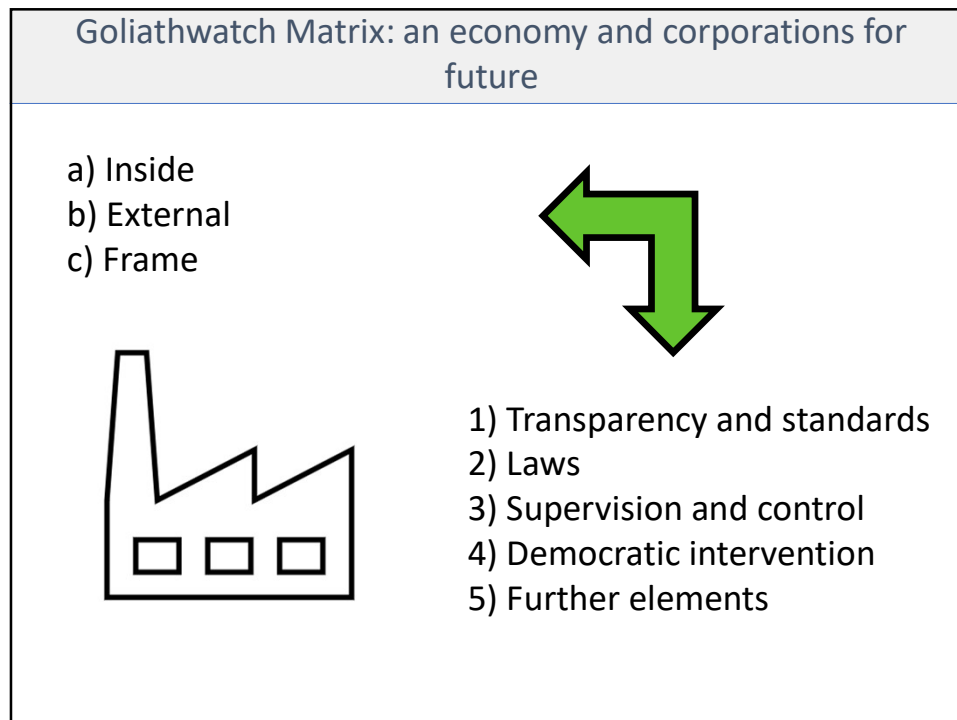 Goliathwatch Matrix: an economy and corporations for
future
a) Inside
b) External
c) Frame
1) Transparency and standards
2) Laws
3) Supervision and control
4) Democratic intervention
5) Further elements